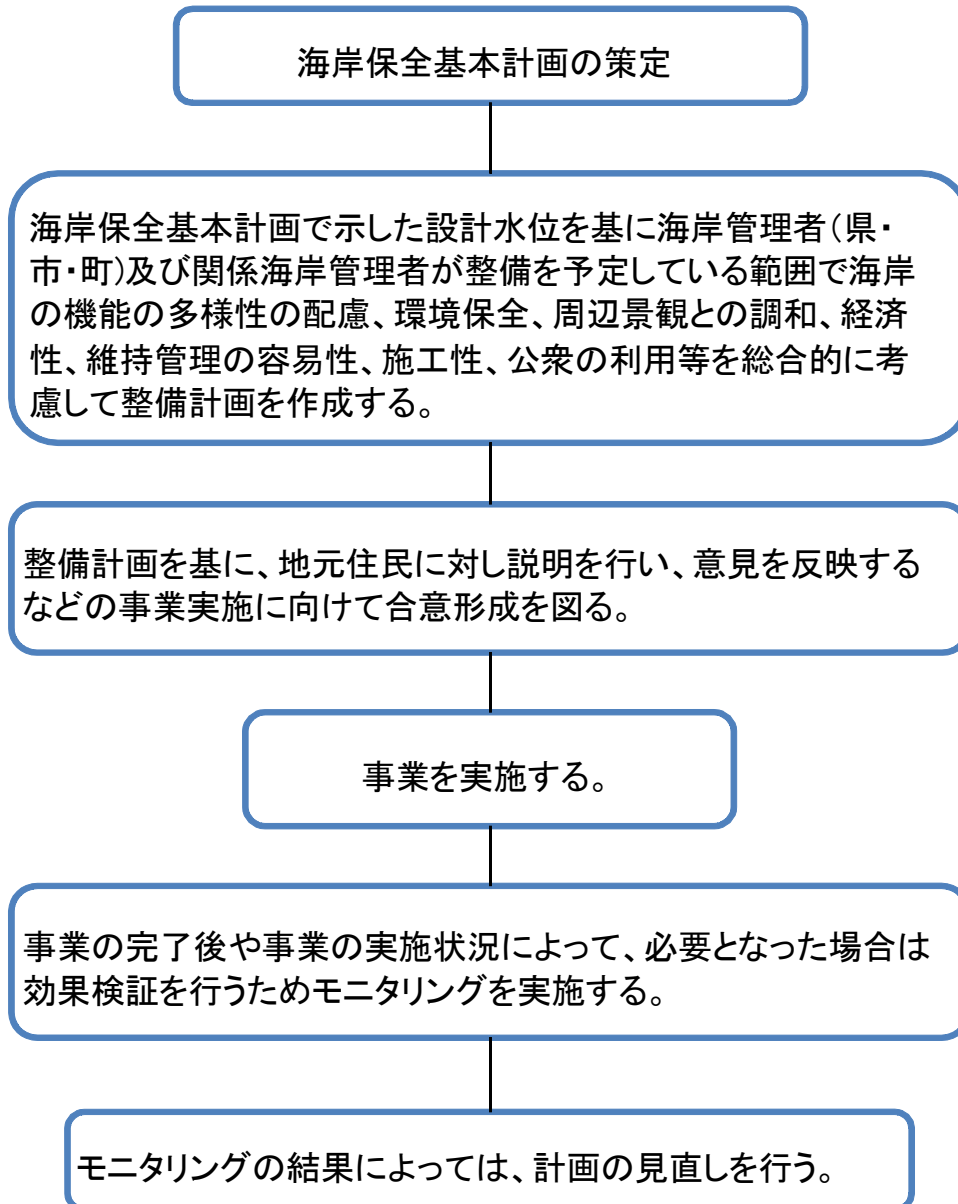 海岸保全基本計画の策定
海岸保全基本計画で示した設計水位を基に海岸管理者（県・
市・町）及び関係海岸管理者が整備を予定している範囲で海岸
の機能の多様性の配慮、環境保全、周辺景観との調和、経済
性、維持管理の容易性、施工性、公衆の利用等を総合的に考
慮して整備計画を作成する。
整備計画を基に、地元住民に対し説明を行い、意見を反映する
などの事業実施に向けて合意形成を図る。
事業を実施する。
事業の完了後や事業の実施状況によって、必要となった場合は
効果検証を行うためモニタリングを実施する。
モニタリングの結果によっては、計画の見直しを行う。